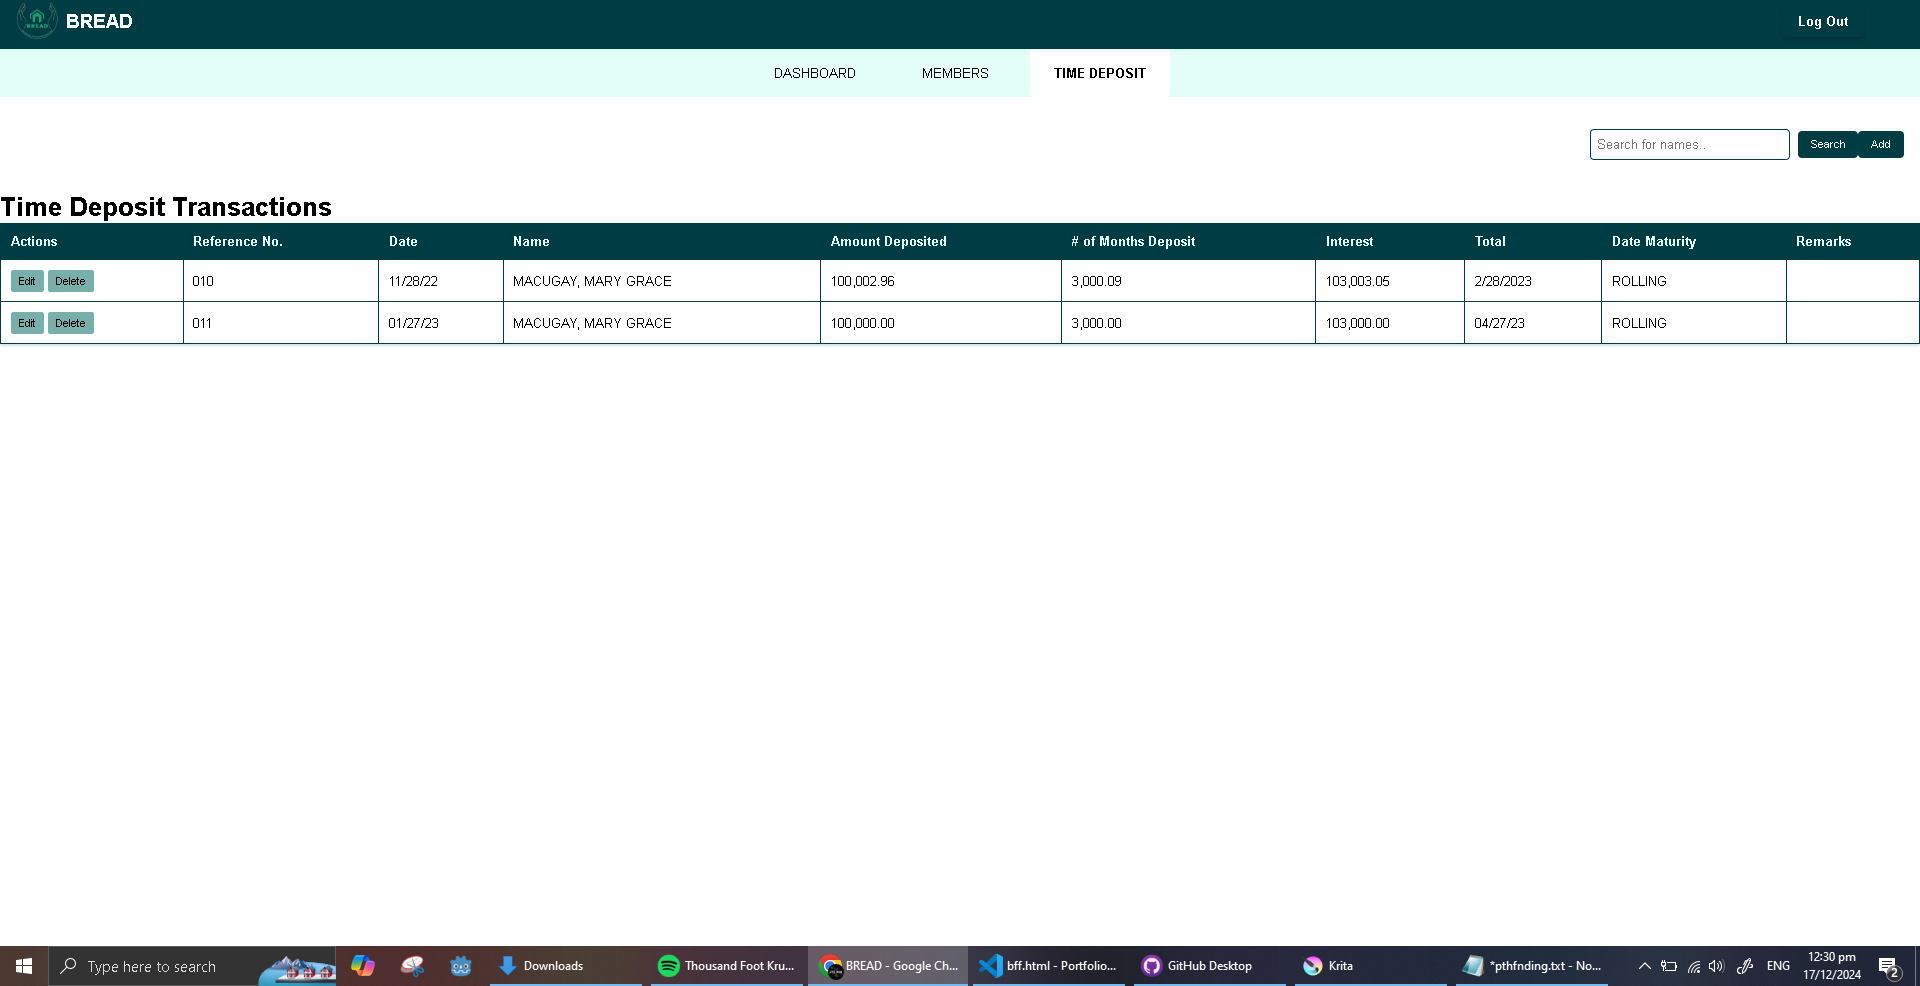 BREAD
BREAD
Log Out
DASHBOARD
MEMBERS
TIME DEPOSIT
Search for names..
Search
Add
Time Deposit Transactions
Actions Reference No. Date Name Amount Deposited # of Months Deposit Interest Total Date Maturity Remarks
Edit Delete 010 11/28/22 MACUGAY, MARY GRACE 100,002.96 3,000.09 103,003.05 2/28/2023 ROLLING
Edit Delete 011 01/27/23 MACUGAY, MARY GRACE 100,000.00 3,000.00 103,000.00 04/27/23 ROLLING
Type here to search
Downloads
Thousand Foot Kru...
BREAD - Google Ch...
bff.html - Portfolio...
GitHub Desktop
Krita
*pthfnding.txt - No...
ENG
12:30 pm
17/12/2024
2